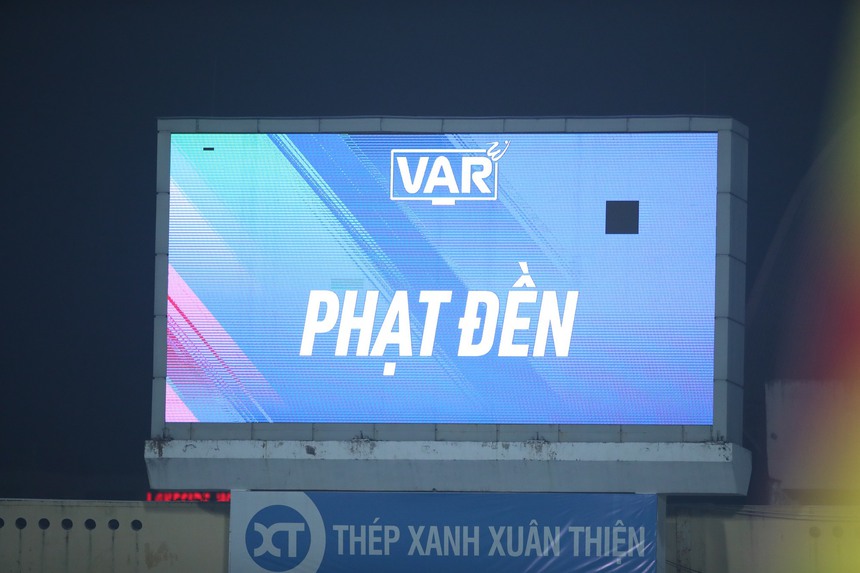 VAR
PHẠT ĐỀN
XT THÉP XANH XUÂN THIỆN